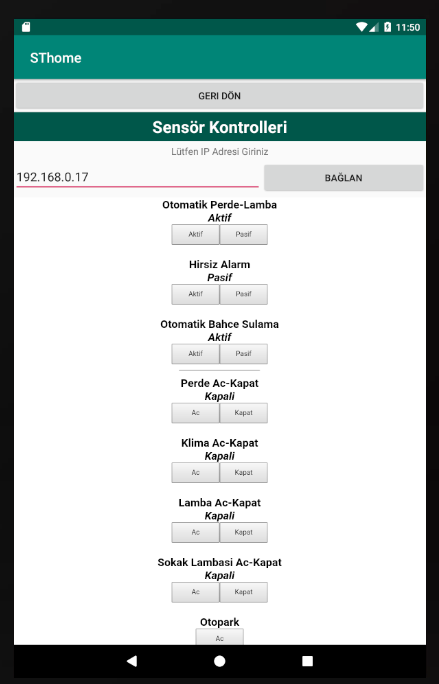 11:50
SThome
GERI DÖN
Sensör Kontrolleri
Lütfen IP Adresi Giriniz
192.168.0.17 BAĞLAN
Otomatik Perde-Lamba
Aktif
Aktif Pasif
Hirsiz Alarm
Pasif
Aktif Pasif
Otomatik Bahce Sulama
Aktif
Aktif Pasif
Perde Ac-Kapat
Kapali
Ac Kapat
Klima Ac-Kapat
Kapali
Ac Kapat
Lamba Ac-Kapat
Kapali
Ac Kapat
Sokak Lambasi Ac-Kapat
Kapali
Ac Kapat
Otopark
Ac